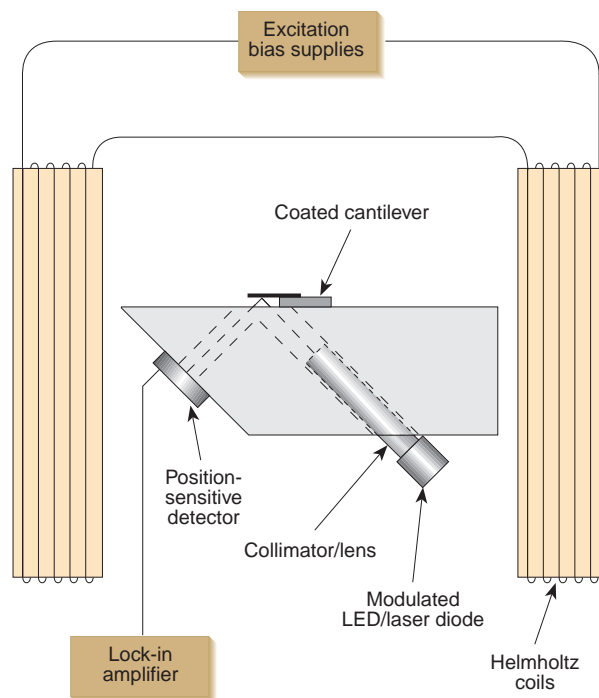 Excitation
bias supplies
Coated cantilever
Position-
sensitive
detector
Collimator/lens
Modulated
LED/laser diode
Lock-in
amplifier
Helmholtz
coils